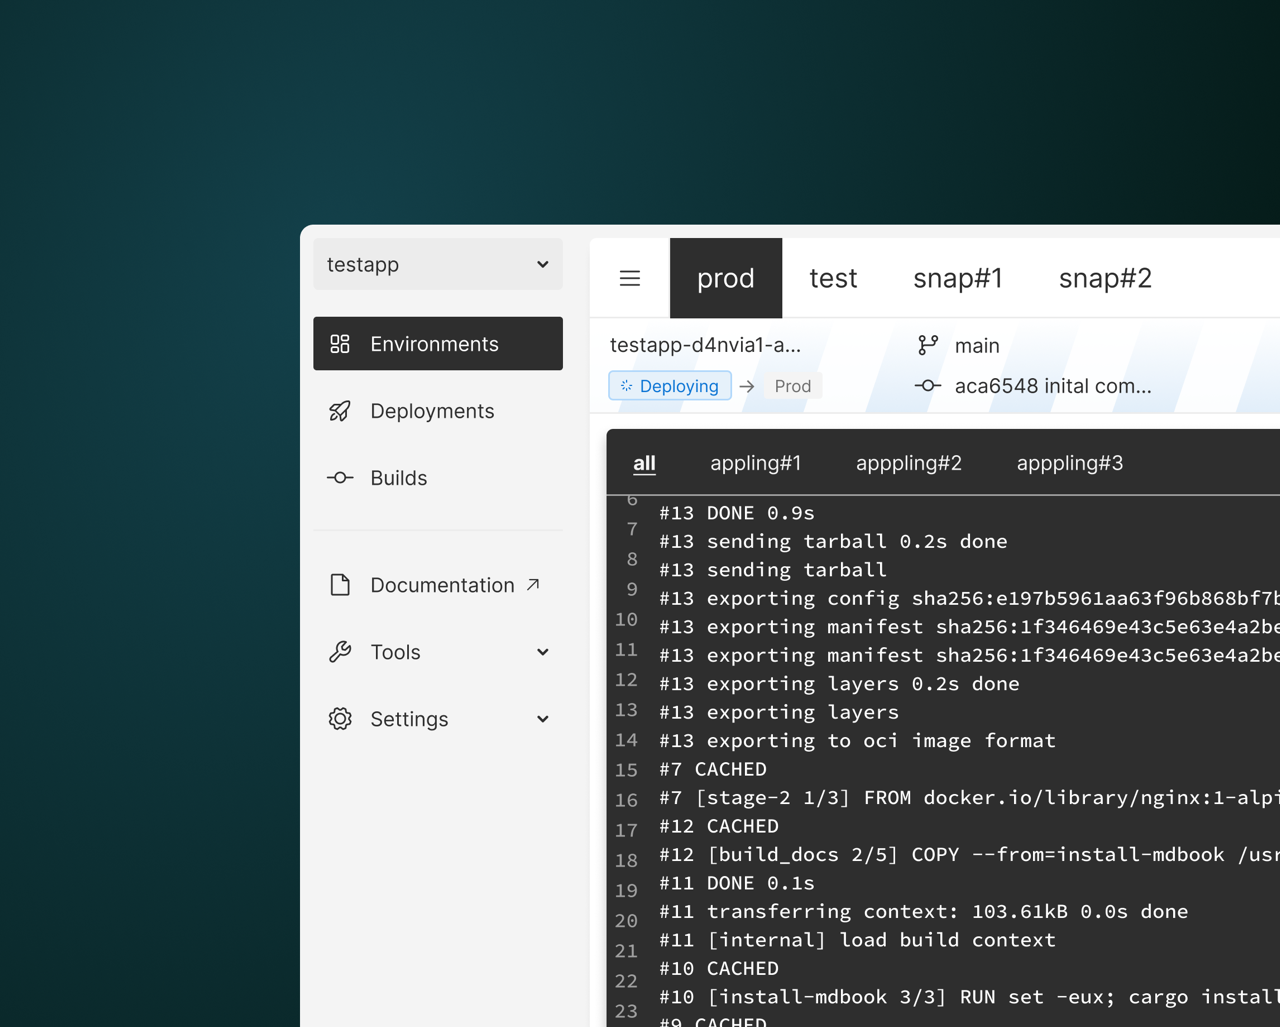 testapp
Environments
Deployments
Builds
Documentation
Tools
Settings
prod test snap#1 snap#2
testapp-d4nvia1-a...
main
Deploying → Prod
aca6548 inital com...
all appling#1 apppling#2 apppling#3
6
7
8
9
10
11
12
13
14
15
16
17
18
19
20
21
22
23
#13 DONE 0.9s
#13 sending tarball 0.2s done
#13 sending tarball
#13 exporting config sha256:e197b5961aa63f96b868bf7b
#13 exporting manifest sha256:1f346469e43c5e63e4a2be
#13 exporting manifest sha256:1f346469e43c5e63e4a2be
#13 exporting layers 0.2s done
#13 exporting layers
#13 exporting to oci image format
#7 CACHED
#7 [stage-2 1/3] FROM docker.io/library/nginx:1-alpi
#12 CACHED
#12 [build_docs 2/5] COPY --from=install-mdbook /usr
#11 DONE 0.1s
#11 transferring context: 103.61kB 0.0s done
#11 [internal] load build context
#10 CACHED
#10 [install-mdbook 3/3] RUN set -eux; cargo install
#9 CACHED